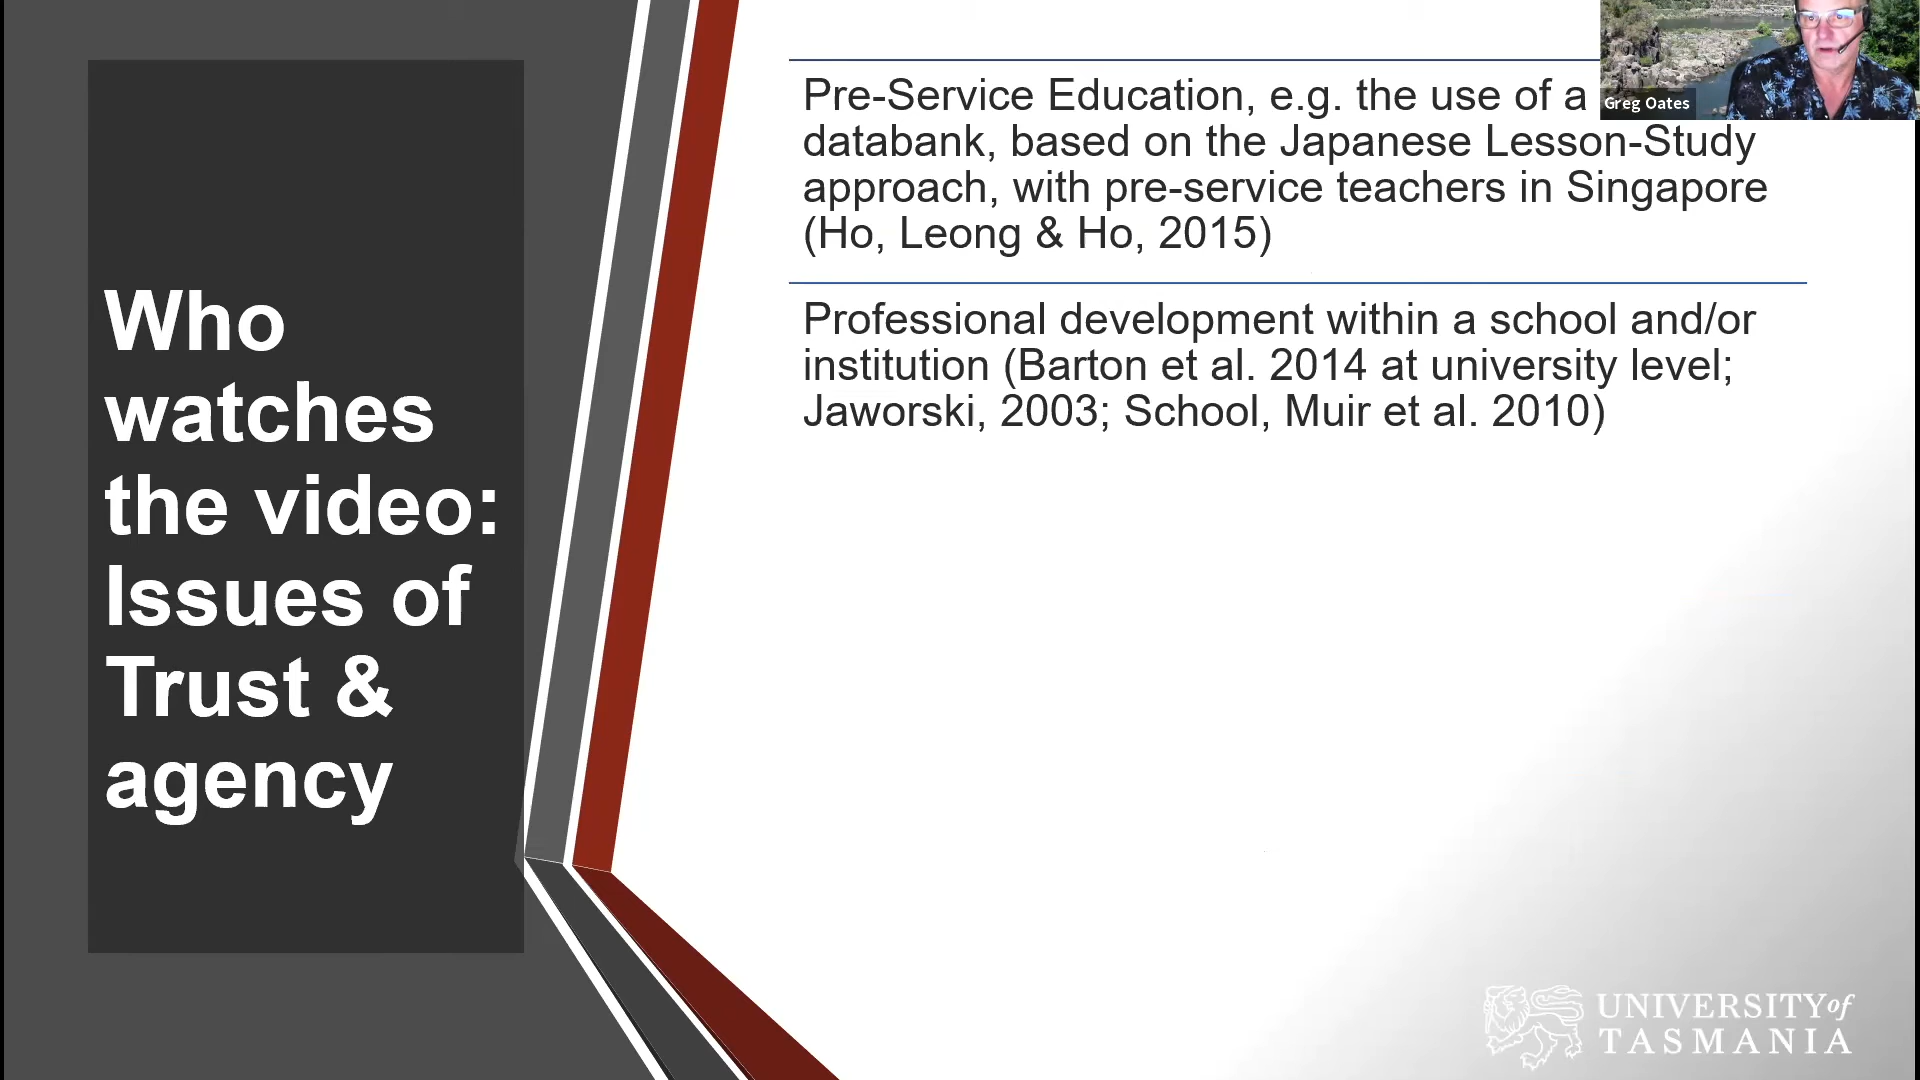 Who
watches
the video:
Issues of
Trust &
agency
Pre-Service Education, e.g. the use of a
databank, based on the Japanese Lesson-Study
approach, with pre-service teachers in Singapore
(Ho, Leong & Ho, 2015)
Professional development within a school and/or
institution (Barton et al. 2014 at university level;
Jaworski, 2003; School, Muir et al. 2010)
Greg Oates
UNIVERSITY of
TASMANIA